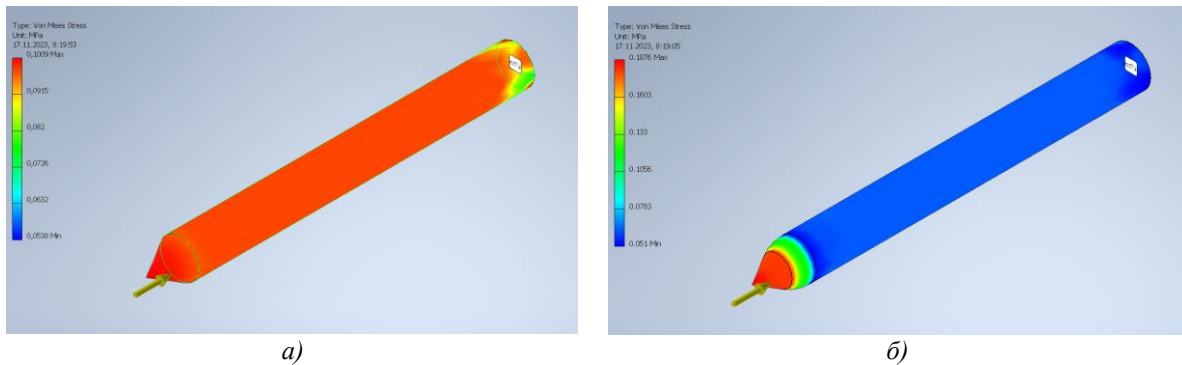 Type: Von Mises Stress
Unit: MPa
17.11.2023, 8:19:53
0,1009 Max
0,0915
0,082
0,0726
0,0632
0,0538 Min
а)
Type: Von Mises Stress
Unit: MPa
17.11.2023, 8:19:05
0.1876 Max
0.1603
0.133
0.1056
0.0783
0.051 Min
б)